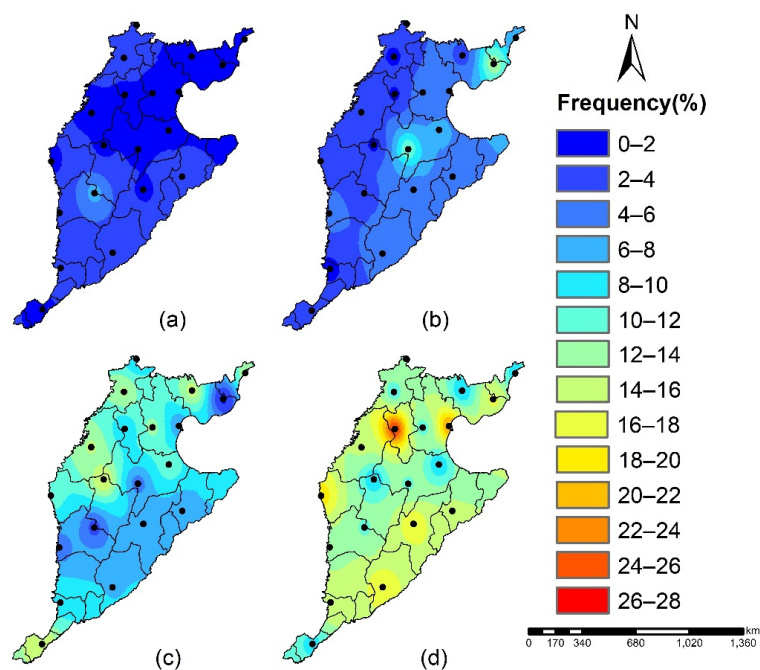 N
Frequency(%)
0–2
2–4
4–6
6–8
8–10
10–12
12–14
14–16
16–18
18–20
20–22
22–24
24–26
26–28
(a)
(b)
(c)
(d)
km
0 170 340 680 1,020 1,360